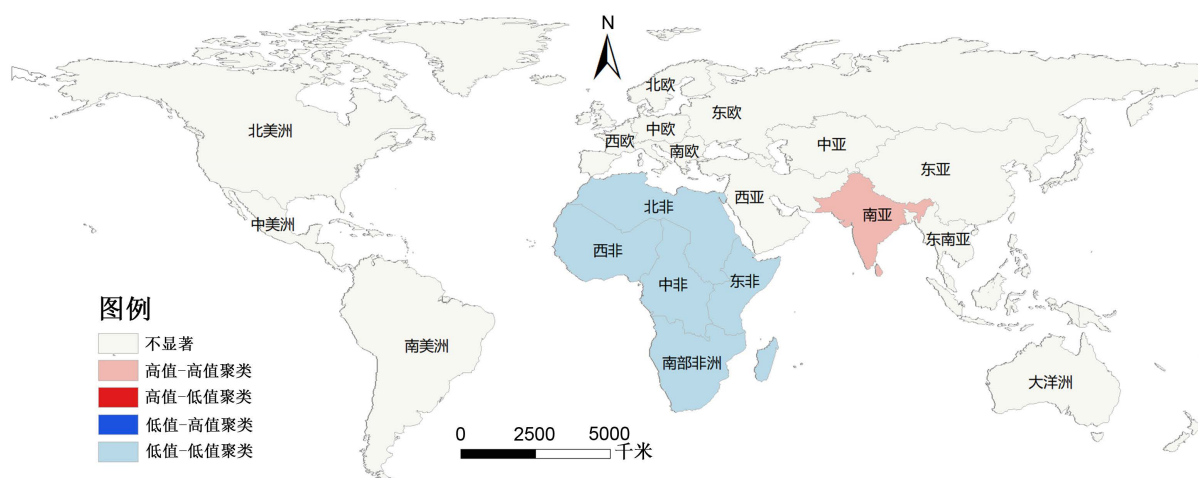 N
北欧
东欧
北美洲
中欧
西欧
南欧
中亚
东亚
西亚
北非
南亚
中美洲
西非
东南亚
中非
东非
图例
不显著
南美洲
南部非洲
高值-高值聚类
大洋洲
高值-低值聚类
低值-高值聚类
0 2500 5000
千米
低值-低值聚类